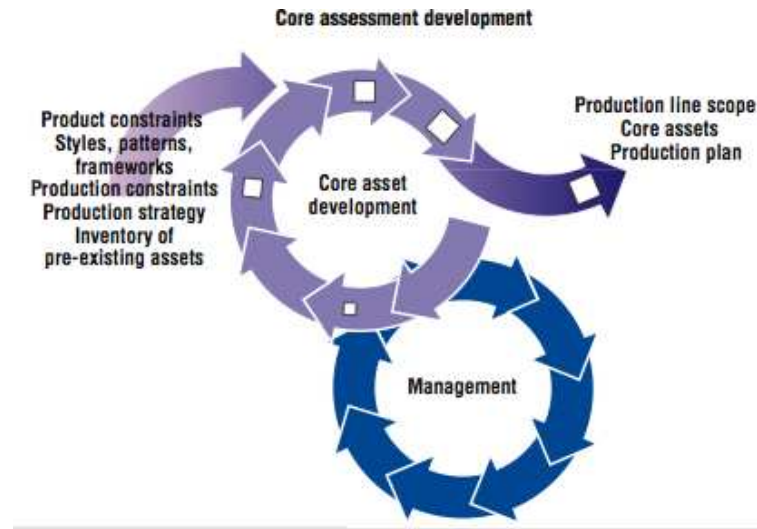 Core assessment development
Product constraints
Styles, patterns,
frameworks
Production constraints
Production strategy
Inventory of
pre-existing assets
Core asset
development
Production line scope
Core assets
Production plan
Management